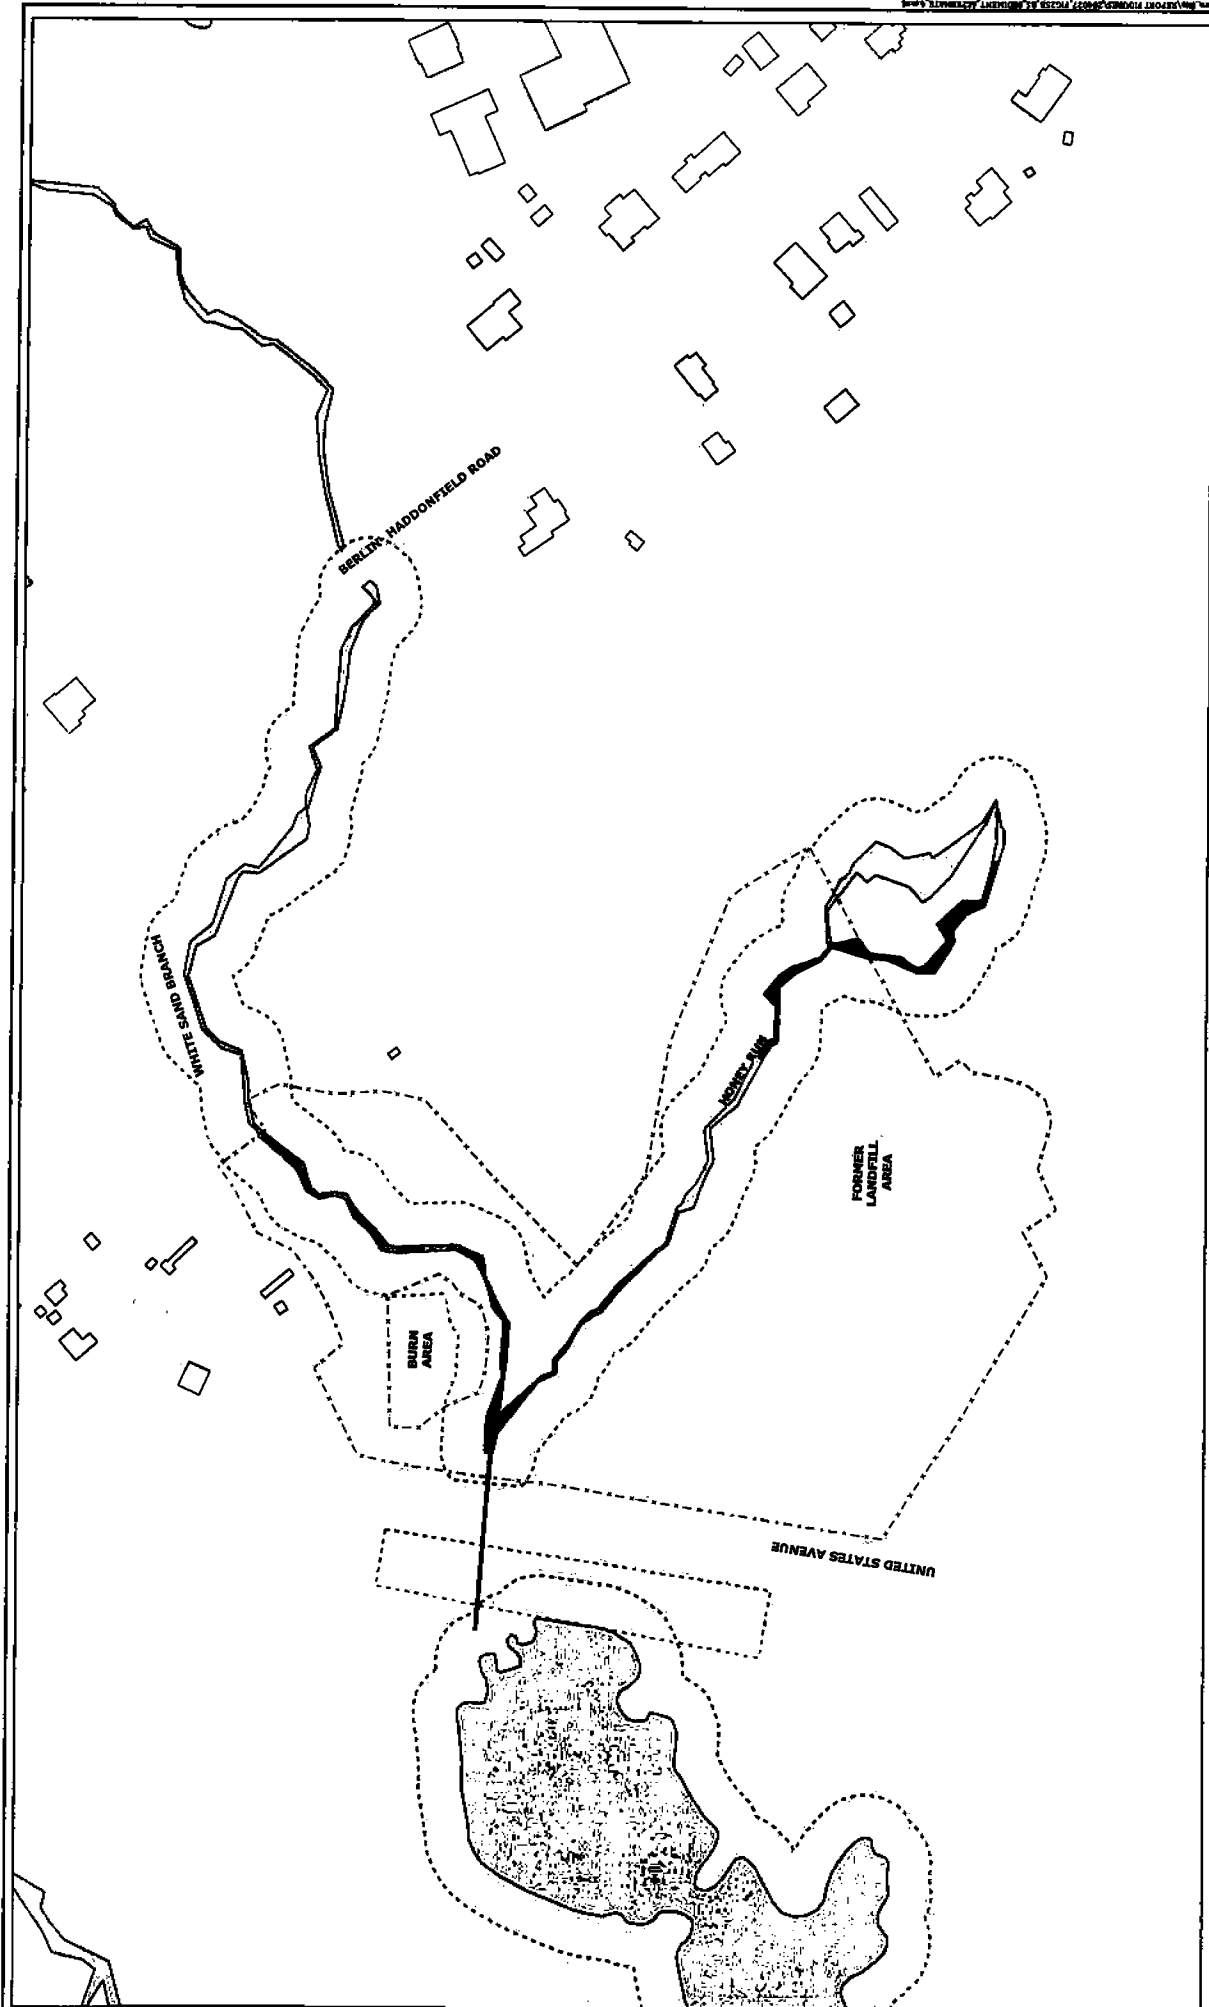 BERLIN- HADDONFIELD ROAD
WHITE SAND BRANCH
HONEY RUN
FORMER
LANDFILL
AREA
BURN
AREA
UNITED STATES AVENUE